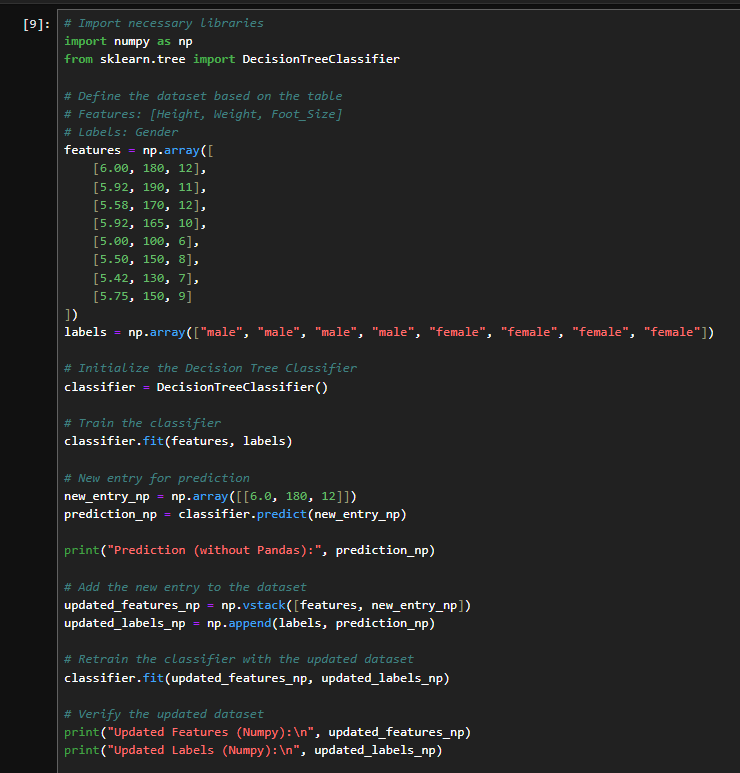 [9]: # Import necessary libraries
import numpy as np
from sklearn.tree import DecisionTreeClassifier
# Define the dataset based on the table
# Features: [Height, Weight, Foot_Size]
# Labels: Gender
features = np.array([
    [6.00, 180, 12],
    [5.92, 190, 11],
    [5.58, 170, 12],
    [5.92, 165, 10],
    [5.00, 100, 6],
    [5.50, 150, 8],
    [5.42, 130, 7],
    [5.75, 150, 9]
])
labels = np.array(["male", "male", "male", "male", "female", "female", "female", "female"])
# Initialize the Decision Tree Classifier
classifier = DecisionTreeClassifier()
# Train the classifier
classifier.fit(features, labels)
# New entry for prediction
new_entry_np = np.array([[6.0, 180, 12]])
prediction_np = classifier.predict(new_entry_np)
print("Prediction (without Pandas):", prediction_np)
# Add the new entry to the dataset
updated_features_np = np.vstack([features, new_entry_np])
updated_labels_np = np.append(labels, prediction_np)
# Retrain the classifier with the updated dataset
classifier.fit(updated_features_np, updated_labels_np)
# Verify the updated dataset
print("Updated Features (Numpy):\n", updated_features_np)
print("Updated Labels (Numpy):\n", updated_labels_np)